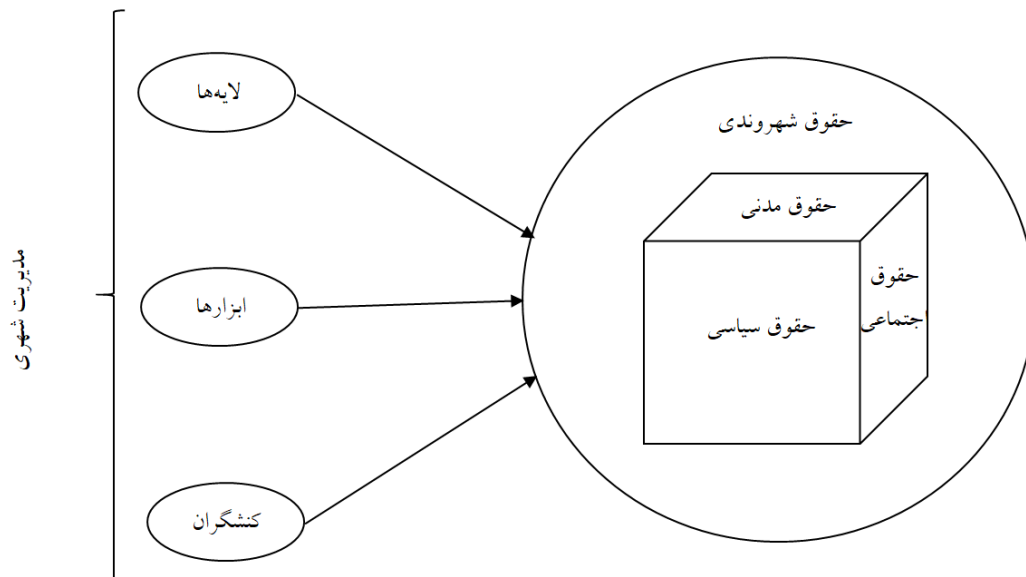 حقوق شهروندی
حقوق مدنی
حقوق
اجتماعی
حقوق سیاسی
لایه‌ها
ابزارها
کنشگران
مدیریت شهری